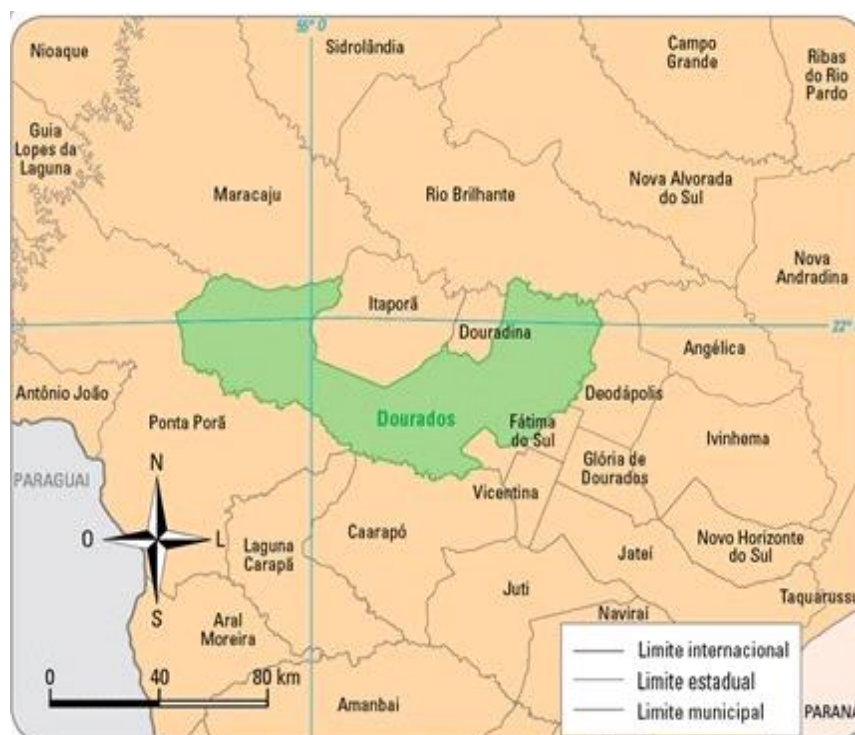 55° O
Nioaque
Sidrolândia
Campo
Grande
Ribas
do Rio
Pardo
Guia
Lopes da
Laguna
Maracaju
Rio Brilhante
Nova Alvorada
do Sul
Nova
Andradina
Itaporã
Douradina
22°
Angélica
Antônio João
Ponta Porã
Dourados
Fátima
do Sul
Deodápolis
Ivinhema
Glória de
Dourados
PARAGUAI
N
O
L
S
Vicentina
Caarapó
Laguna
Carapã
Novo Horizonte
do Sul
Jateí
Juti
Taquarussu
Naviraí
Aral
Moreira
0 40 80 km
Amanbai
Limite internacional
Limite estadual
Limite municipal
PARANÁ